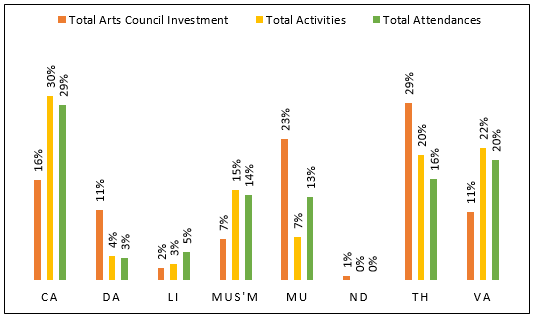 Total Arts Council Investment Total Activities Total Attendances
16% 30% 29%
11% 4% 3%
2% 3% 5%
7% 15% 14%
23% 7% 13%
1% 0% 0%
29% 20% 16%
11% 22% 20%
CA DA LI MUS'M MU ND TH VA